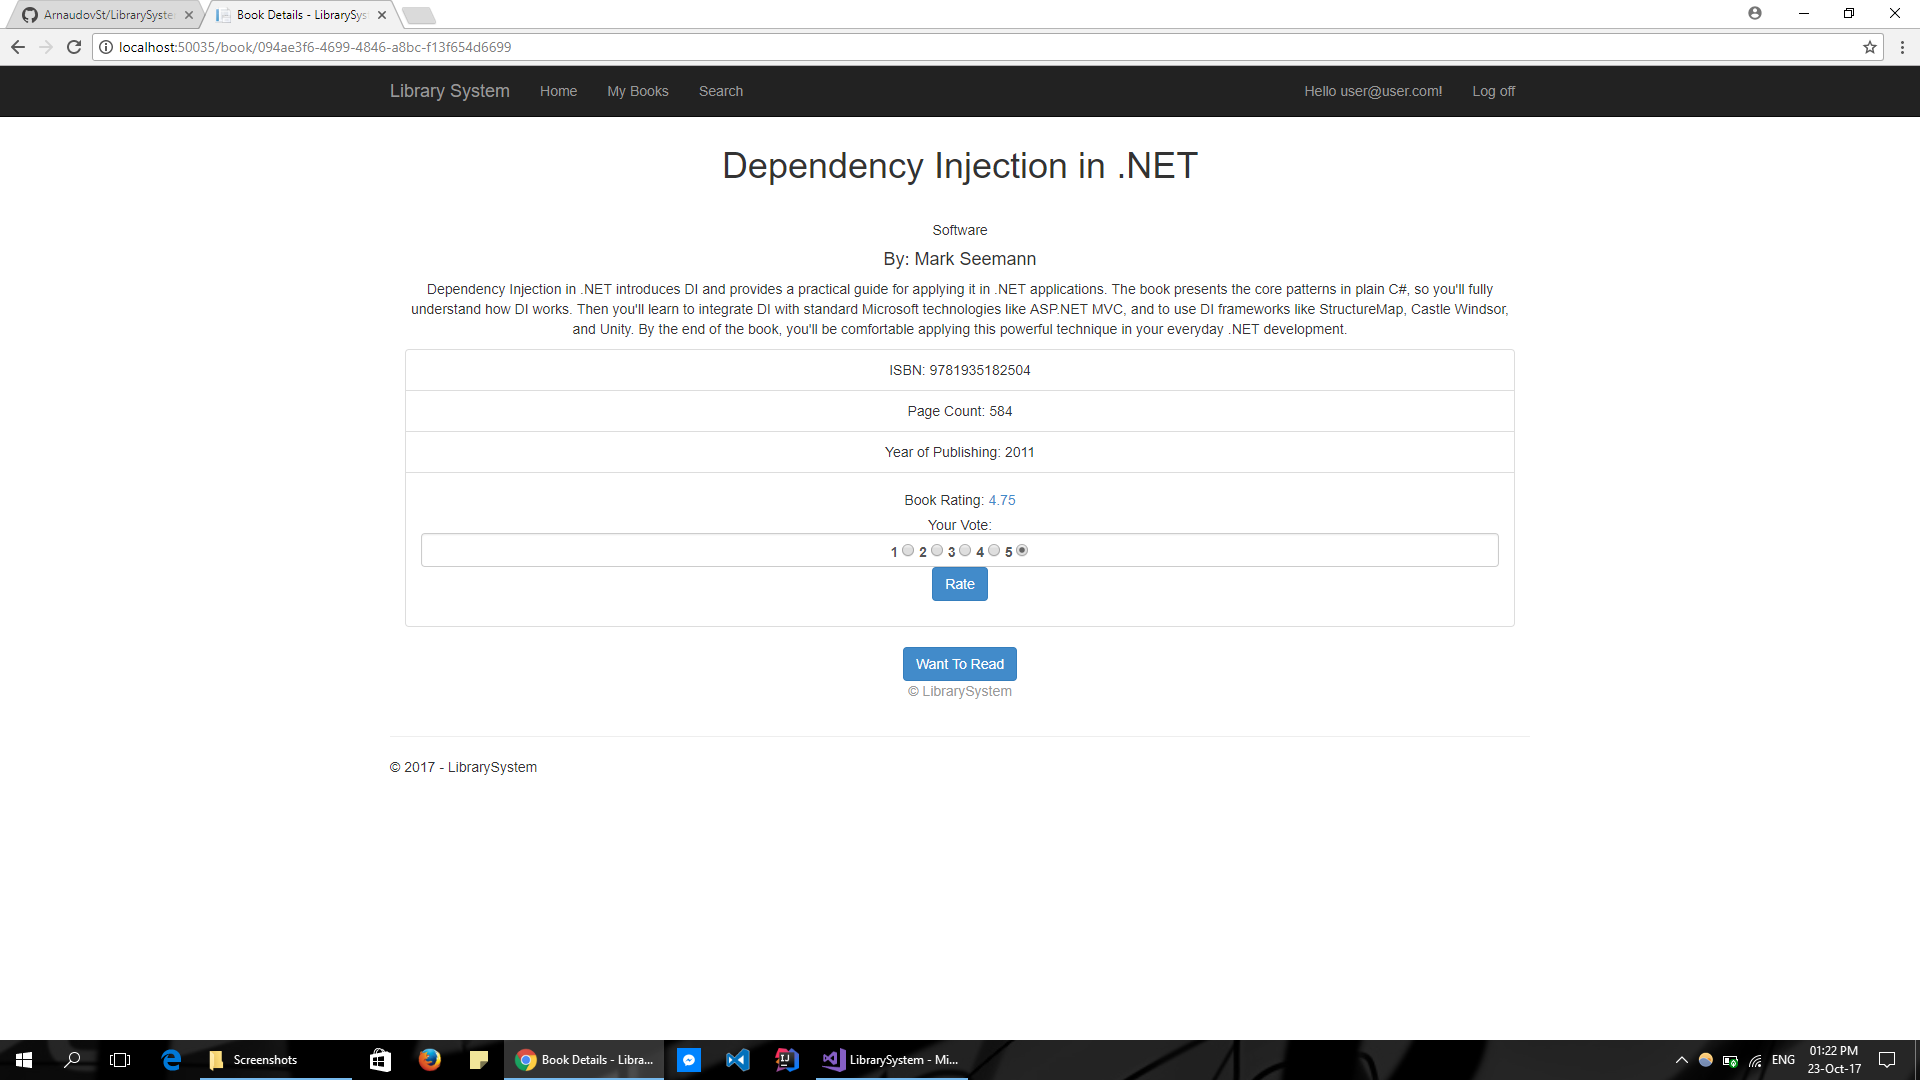 ArnaudovSt/LibrarySyste
Book Details - LibrarySyst
localhost:50035/book/094ae3f6-4699-4846-a8bc-f13f654d6699
Library System Home My Books Search Hello user@user.com! Log off
Dependency Injection in .NET
Software
By: Mark Seemann
Dependency Injection in .NET introduces DI and provides a practical guide for applying it in .NET applications. The book presents the core patterns in plain C#, so you'll fully
understand how DI works. Then you'll learn to integrate DI with standard Microsoft technologies like ASP.NET MVC, and to use DI frameworks like StructureMap, Castle Windsor,
and Unity. By the end of the book, you'll be comfortable applying this powerful technique in your everyday .NET development.
ISBN: 9781935182504
Page Count: 584
Year of Publishing: 2011
Book Rating: 4.75
Your Vote:
1 2 3 4 5
Rate
Want To Read
© LibrarySystem
© 2017 - LibrarySystem
Screenshots
Book Details - Libra...
LibrarySystem - Mi...
ENG
01:22 PM
23-Oct-17